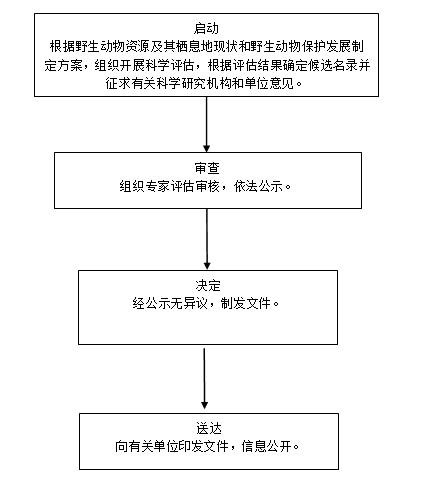 启动
根据野生动物资源及其栖息地现状和野生动物保护发展制
定方案，组织开展科学评估，根据评估结果确定候选名录并
征求有关科学研究机构和单位意见。
审查
组织专家评估审核，依法公示。
决定
经公示无异议，制发文件。
送达
向有关单位印发文件，信息公开。